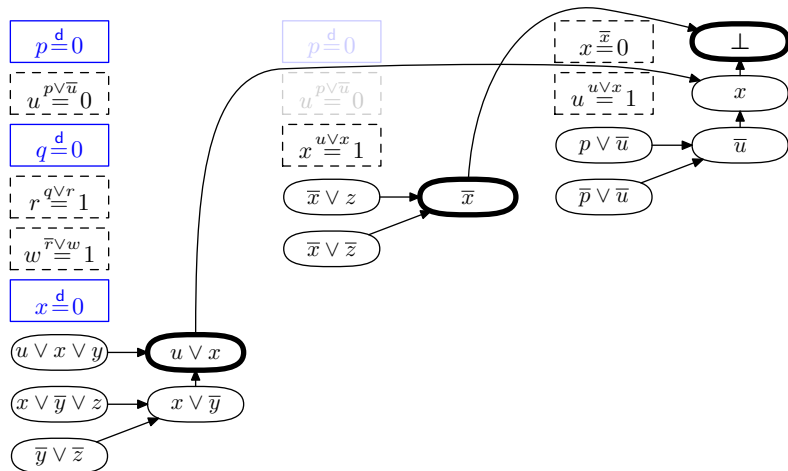 p =ᵈ 0
u =^{p∨u̅} 0
q =ᵈ 0
r =^{q∨r} 1
w =^{r̅∨w} 1
x =ᵈ 0
u ∨ x ∨ y
u ∨ x
x ∨ y̅ ∨ z
x ∨ y̅
y̅ ∨ z̅
p =ᵈ 0
u =^{p∨u̅} 0
x =^{u∨x} 1
x̅ ∨ z
x̅
x̅ ∨ z̅
x =^{x̅} 0
u =^{u∨x} 1
p ∨ u̅
p̅ ∨ u̅
⊥
x
u̅